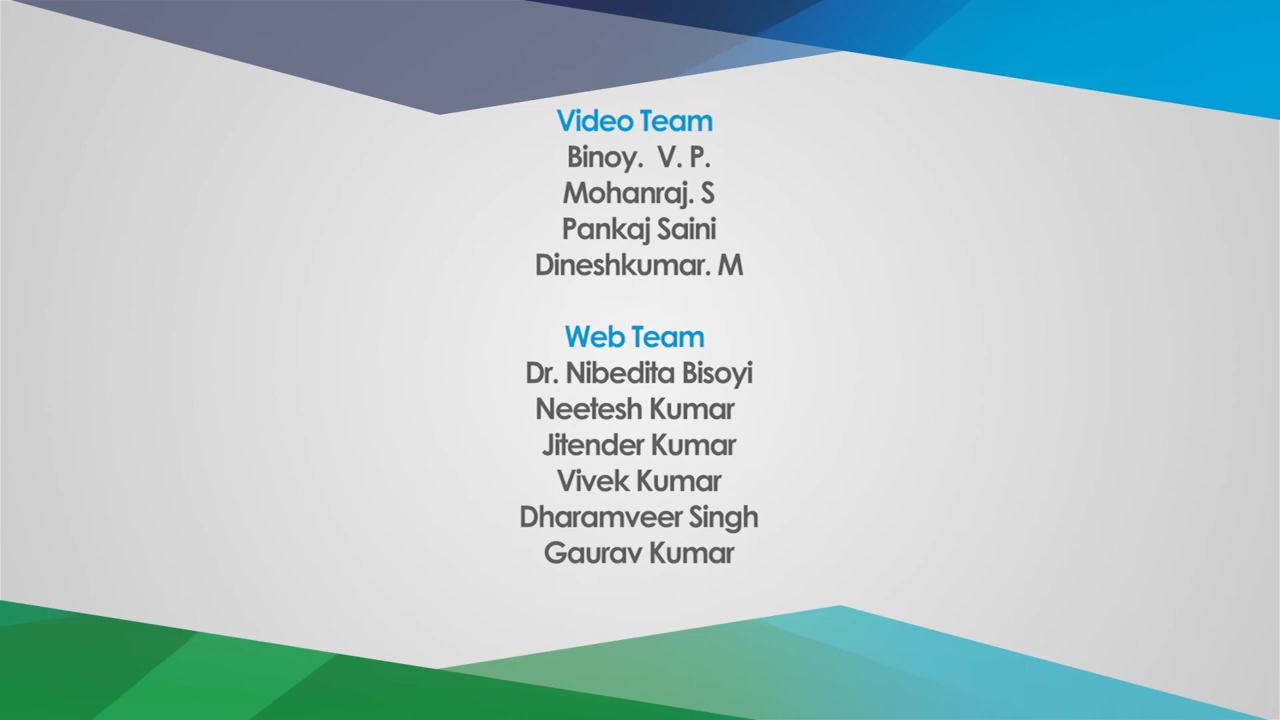 Video Team
Binoy.  V. P.
Mohanraj. S
Pankaj Saini
Dineshkumar. M
Web Team
Dr. Nibedita Bisoyi
Neetesh Kumar
Jitender Kumar
Vivek Kumar
Dharamveer Singh
Gaurav Kumar